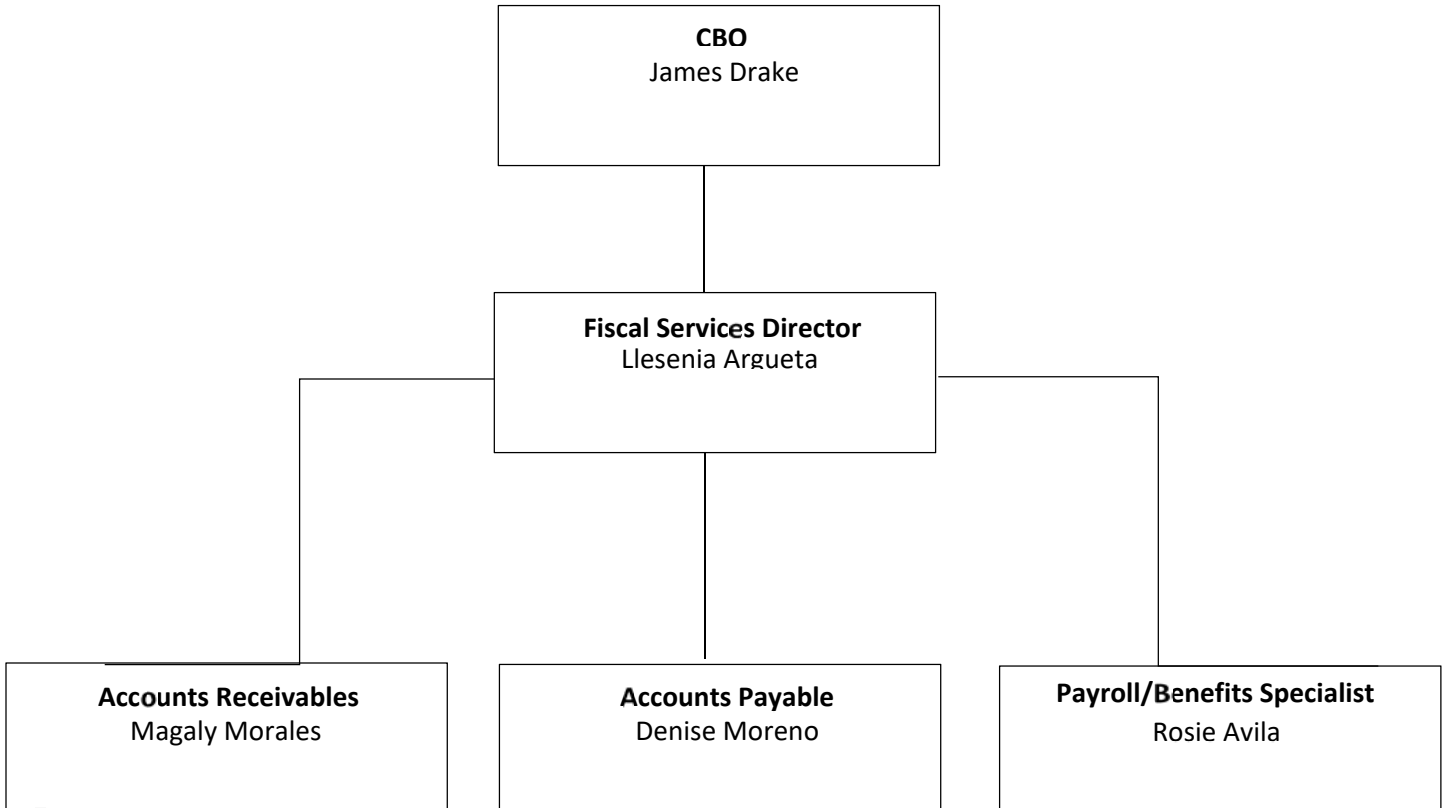 CBO
James Drake
Fiscal Services Director
Llesenia Argueta
Accounts Receivables
Magaly Morales
Accounts Payable
Denise Moreno
Payroll/Benefits Specialist
Rosie Avila